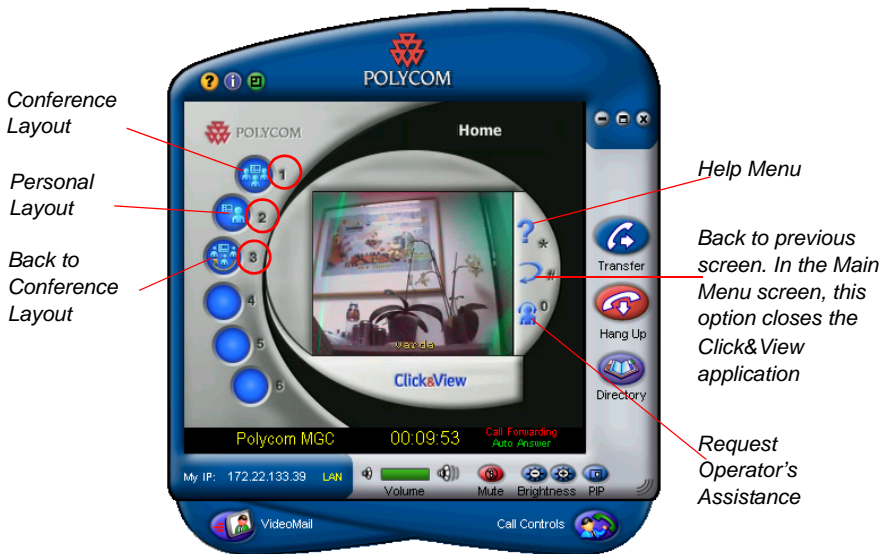 POLYCOM
?
i
Conference
Layout
POLYCOM
Home
1
Personal
Layout
2
Back to
Conference
Layout
3
4
5
6
varda
Click&View
?
*
#
0
Help Menu
Back to previous
screen. In the Main
Menu screen, this
option closes the
Click&View
application
Request
Operator's
Assistance
Transfer
Hang Up
Directory
Polycom MGC
00:09:53
Call Forwarding
Auto Answer
My IP: 172.22.133.39 LAN
Volume
Mute
Brightness
PIP
VideoMail
Call Controls